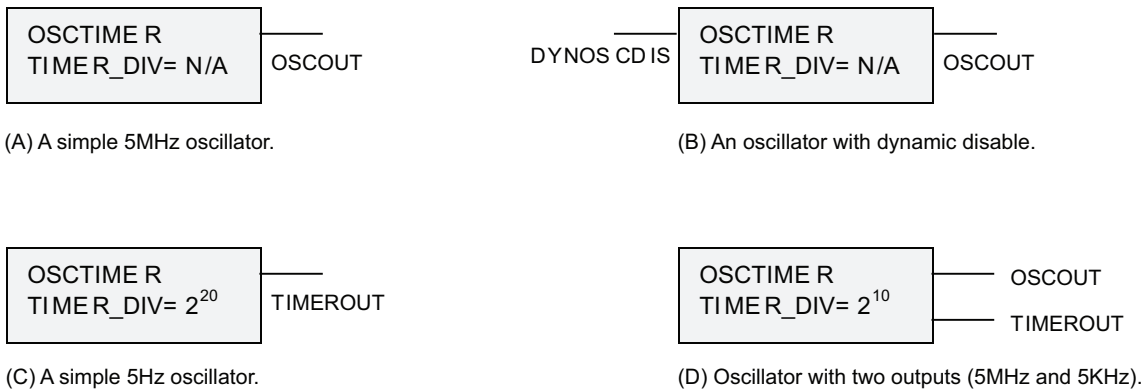 OSCTIMER
TIMER_DIV= N/A
OSCOUT
(A) A simple 5MHz oscillator.
DYNOSCDIS
OSCTIMER
TIMER_DIV= N/A
OSCOUT
(B) An oscillator with dynamic disable.
OSCTIMER
TIMER_DIV= 2^20
TIMEROUT
(C) A simple 5Hz oscillator.
OSCTIMER
TIMER_DIV= 2^10
OSCOUT
TIMEROUT
(D) Oscillator with two outputs (5MHz and 5KHz).